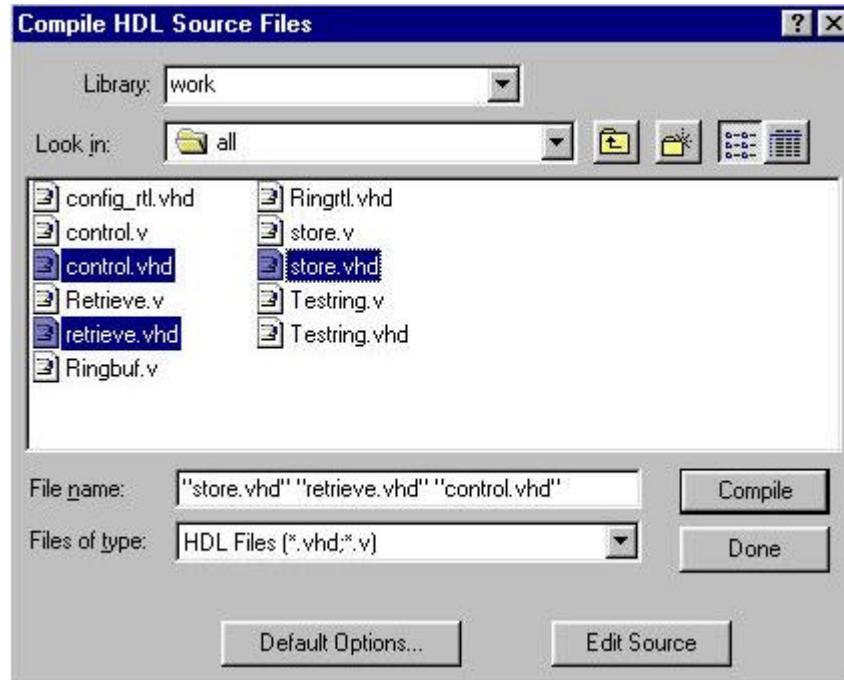 Compile HDL Source Files
Library: work
Look in: all
config_rtl.vhd Ringrtl.vhd
control.v store.v
control.vhd store.vhd
Retrieve.v Testring.v
retrieve.vhd Testring.vhd
Ringbuf.v
File name: "store.vhd" "retrieve.vhd" "control.vhd" Compile
Files of type: HDL Files (*.vhd;*.v) Done
Default Options... Edit Source